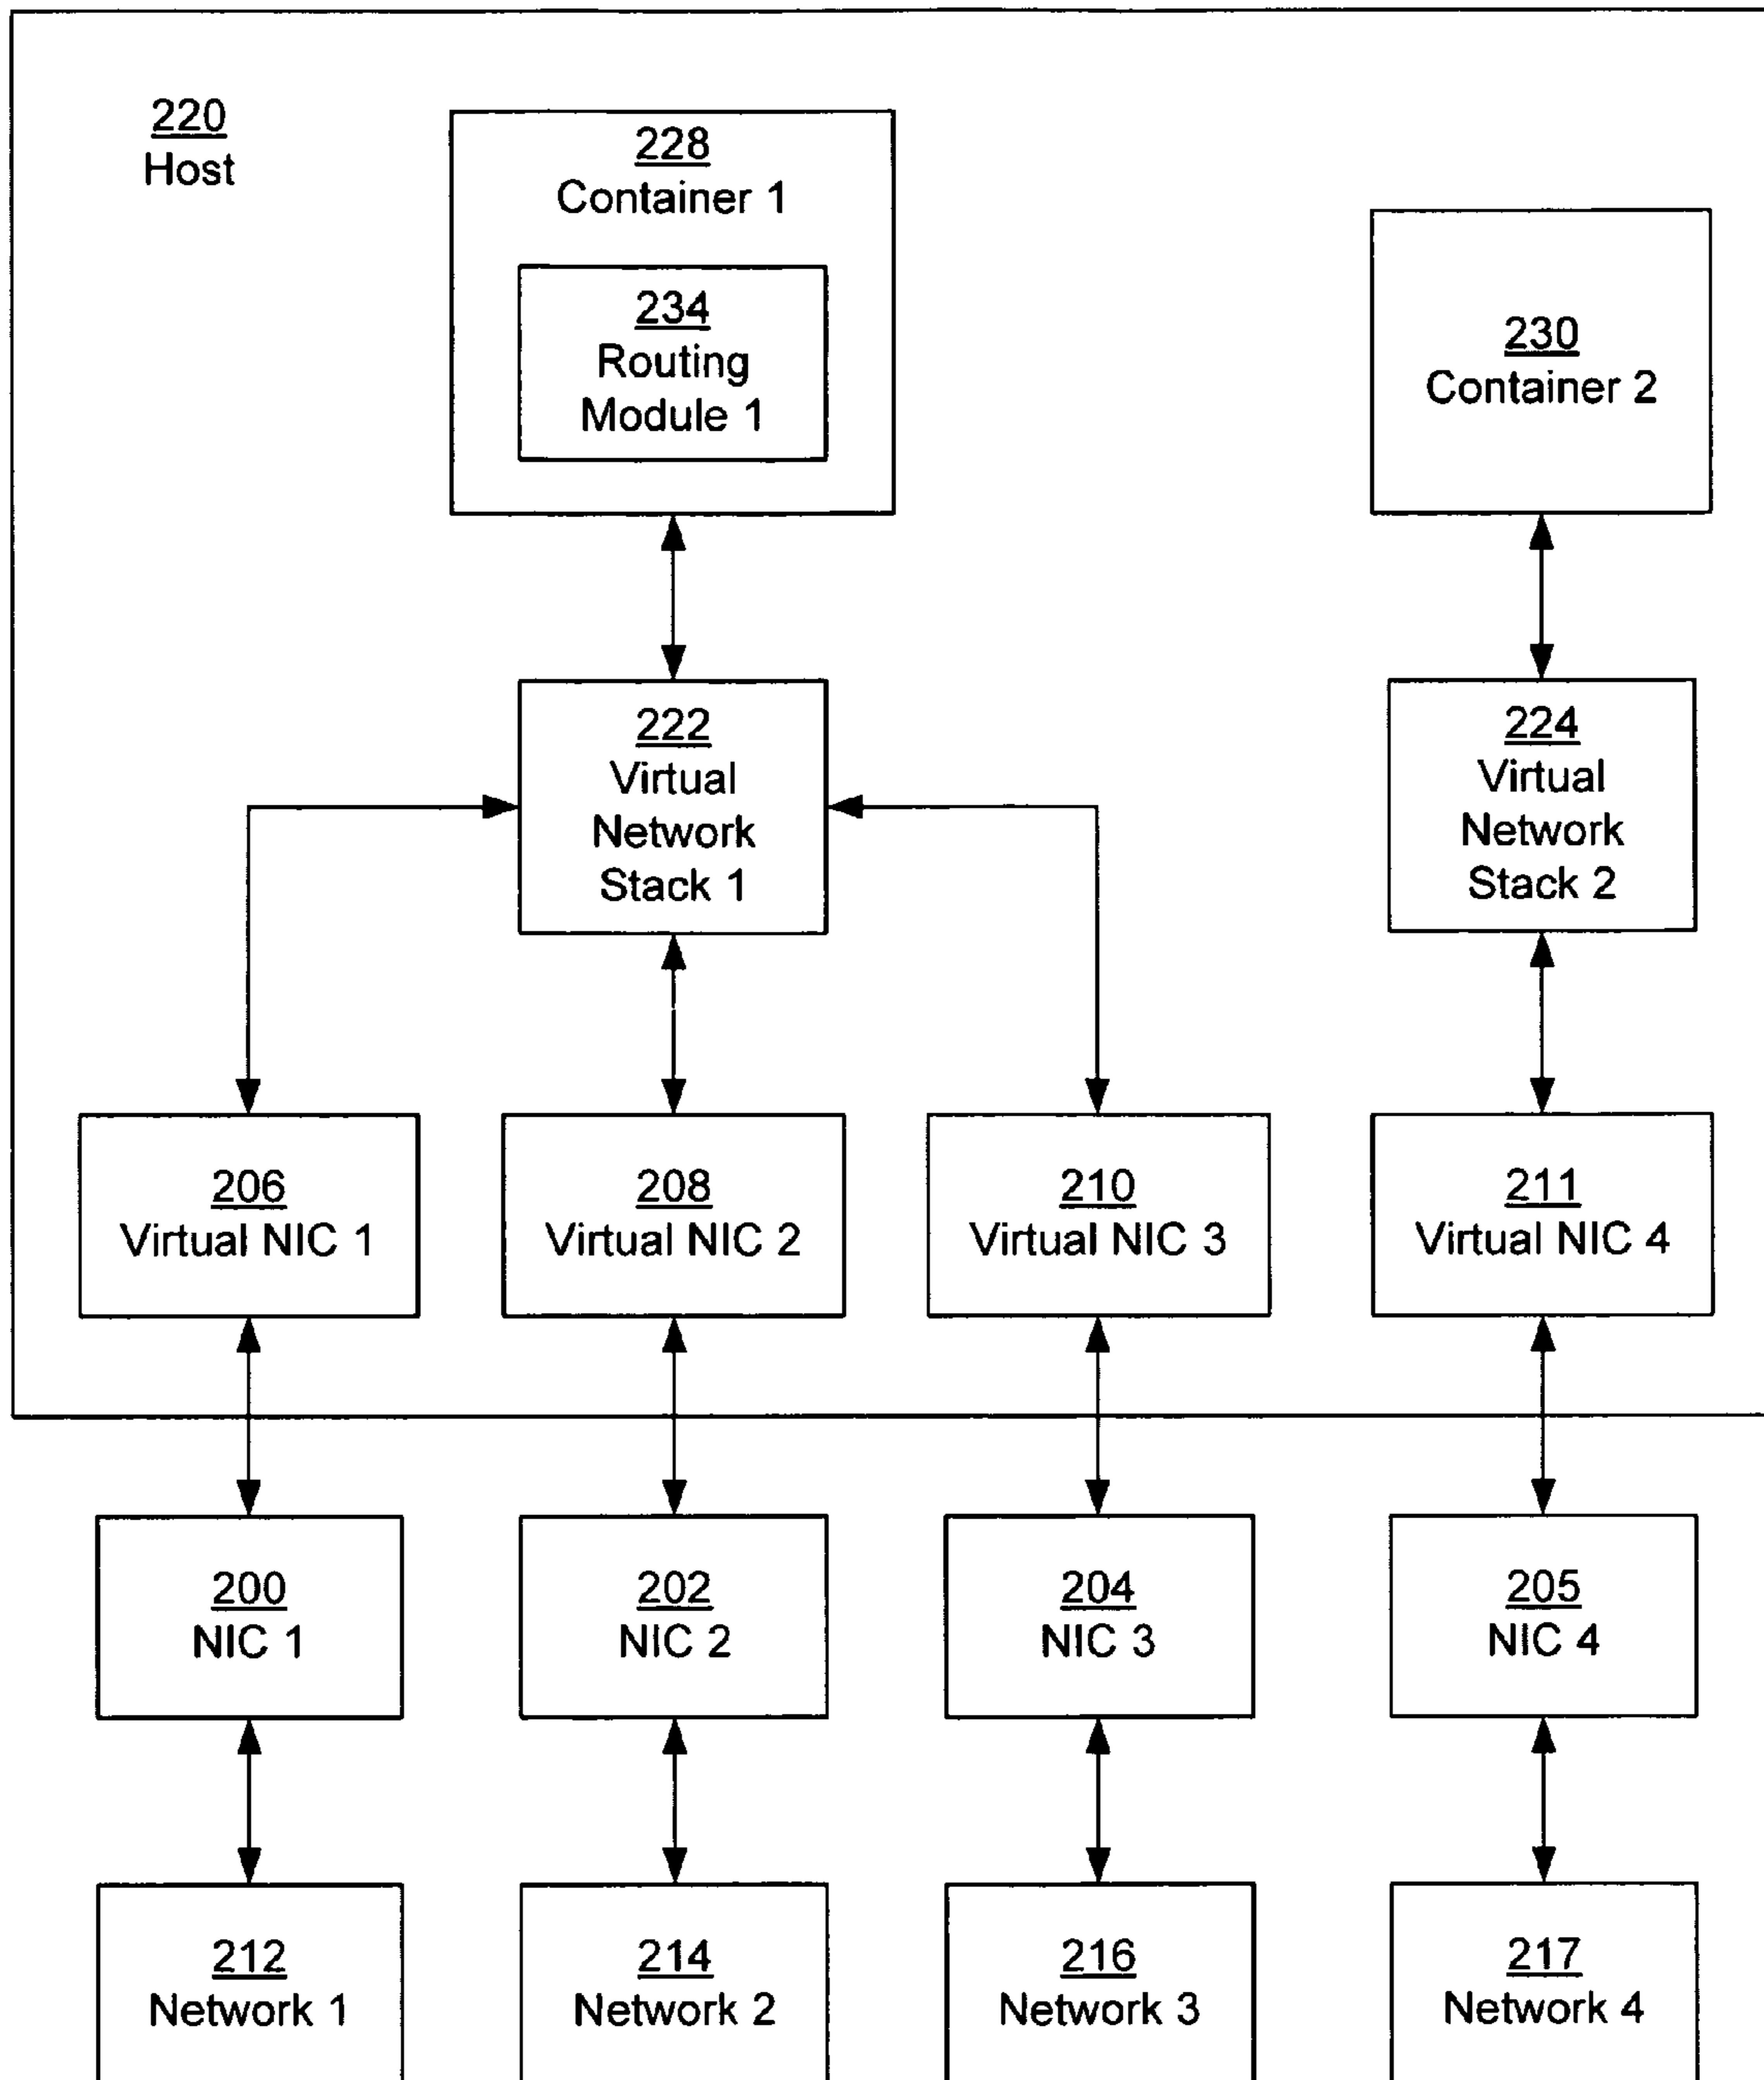 220
Host
228
Container 1
234
Routing
Module 1
230
Container 2
222
Virtual
Network
Stack 1
224
Virtual
Network
Stack 2
206
Virtual NIC 1
208
Virtual NIC 2
210
Virtual NIC 3
211
Virtual NIC 4
200
NIC 1
202
NIC 2
204
NIC 3
205
NIC 4
212
Network 1
214
Network 2
216
Network 3
217
Network 4